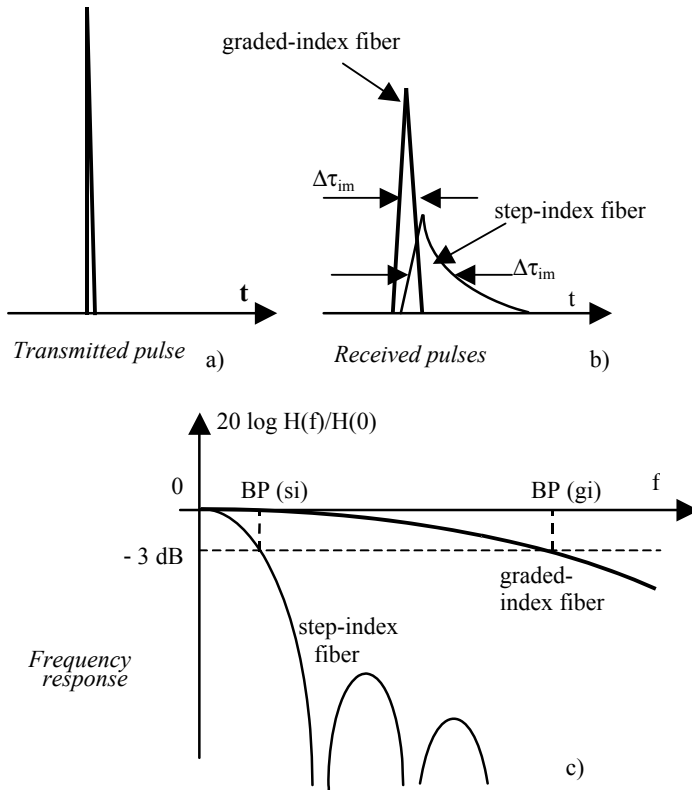 graded-index fiber
Δτim
step-index fiber
Δτim
t
t
Transmitted pulse
a)
Received pulses
b)
20 log H(f)/H(0)
0
BP (si)
BP (gi)
f
- 3 dB
graded-
index fiber
step-index
fiber
Frequency
response
c)